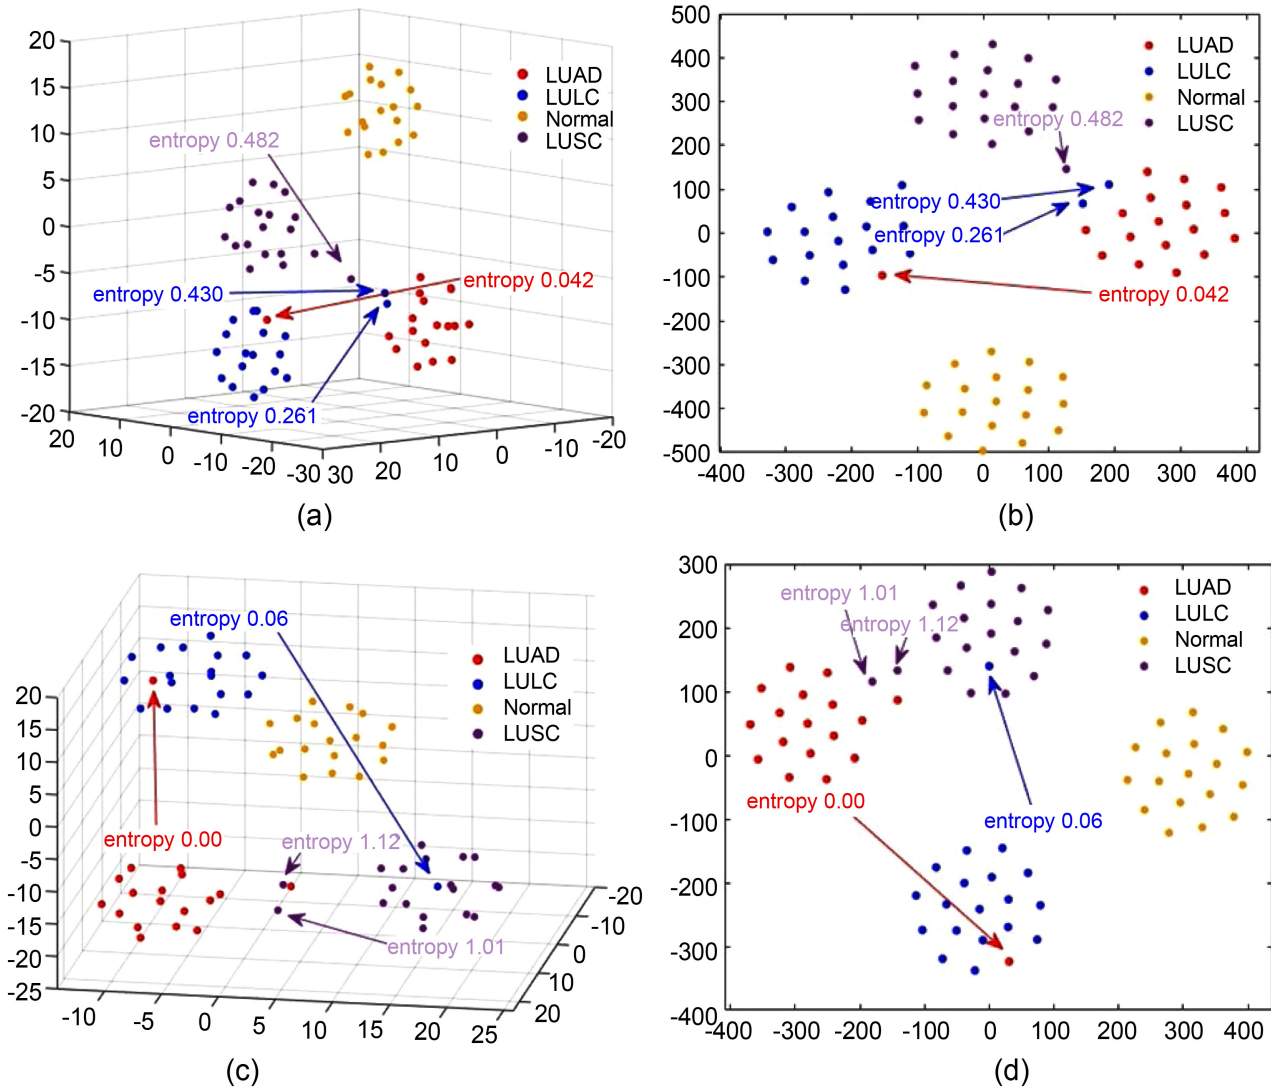 20
15
10
5
0
-5
-10
-15
-20
20
10
0
-10
-20
-30
30
20
10
0
-10
-20
LUAD
LULC
Normal
LUSC
entropy 0.482
entropy 0.430
entropy 0.042
entropy 0.261
(a)
500
400
300
200
100
0
-100
-200
-300
-400
-500
-400
-300
-200
-100
0
100
200
300
400
LUAD
LULC
Normal
LUSC
entropy 0.482
entropy 0.430
entropy 0.261
entropy 0.042
(b)
20
15
10
5
0
-5
-10
-15
-20
-25
-10
-5
0
5
10
15
20
25
-20
-10
0
10
20
LUAD
LULC
Normal
LUSC
entropy 0.06
entropy 0.00
entropy 1.12
entropy 1.01
(c)
300
200
100
0
-100
-200
-300
-400
-400
-300
-200
-100
0
100
200
300
400
LUAD
LULC
Normal
LUSC
entropy 1.01
entropy 1.12
entropy 0.00
entropy 0.06
(d)